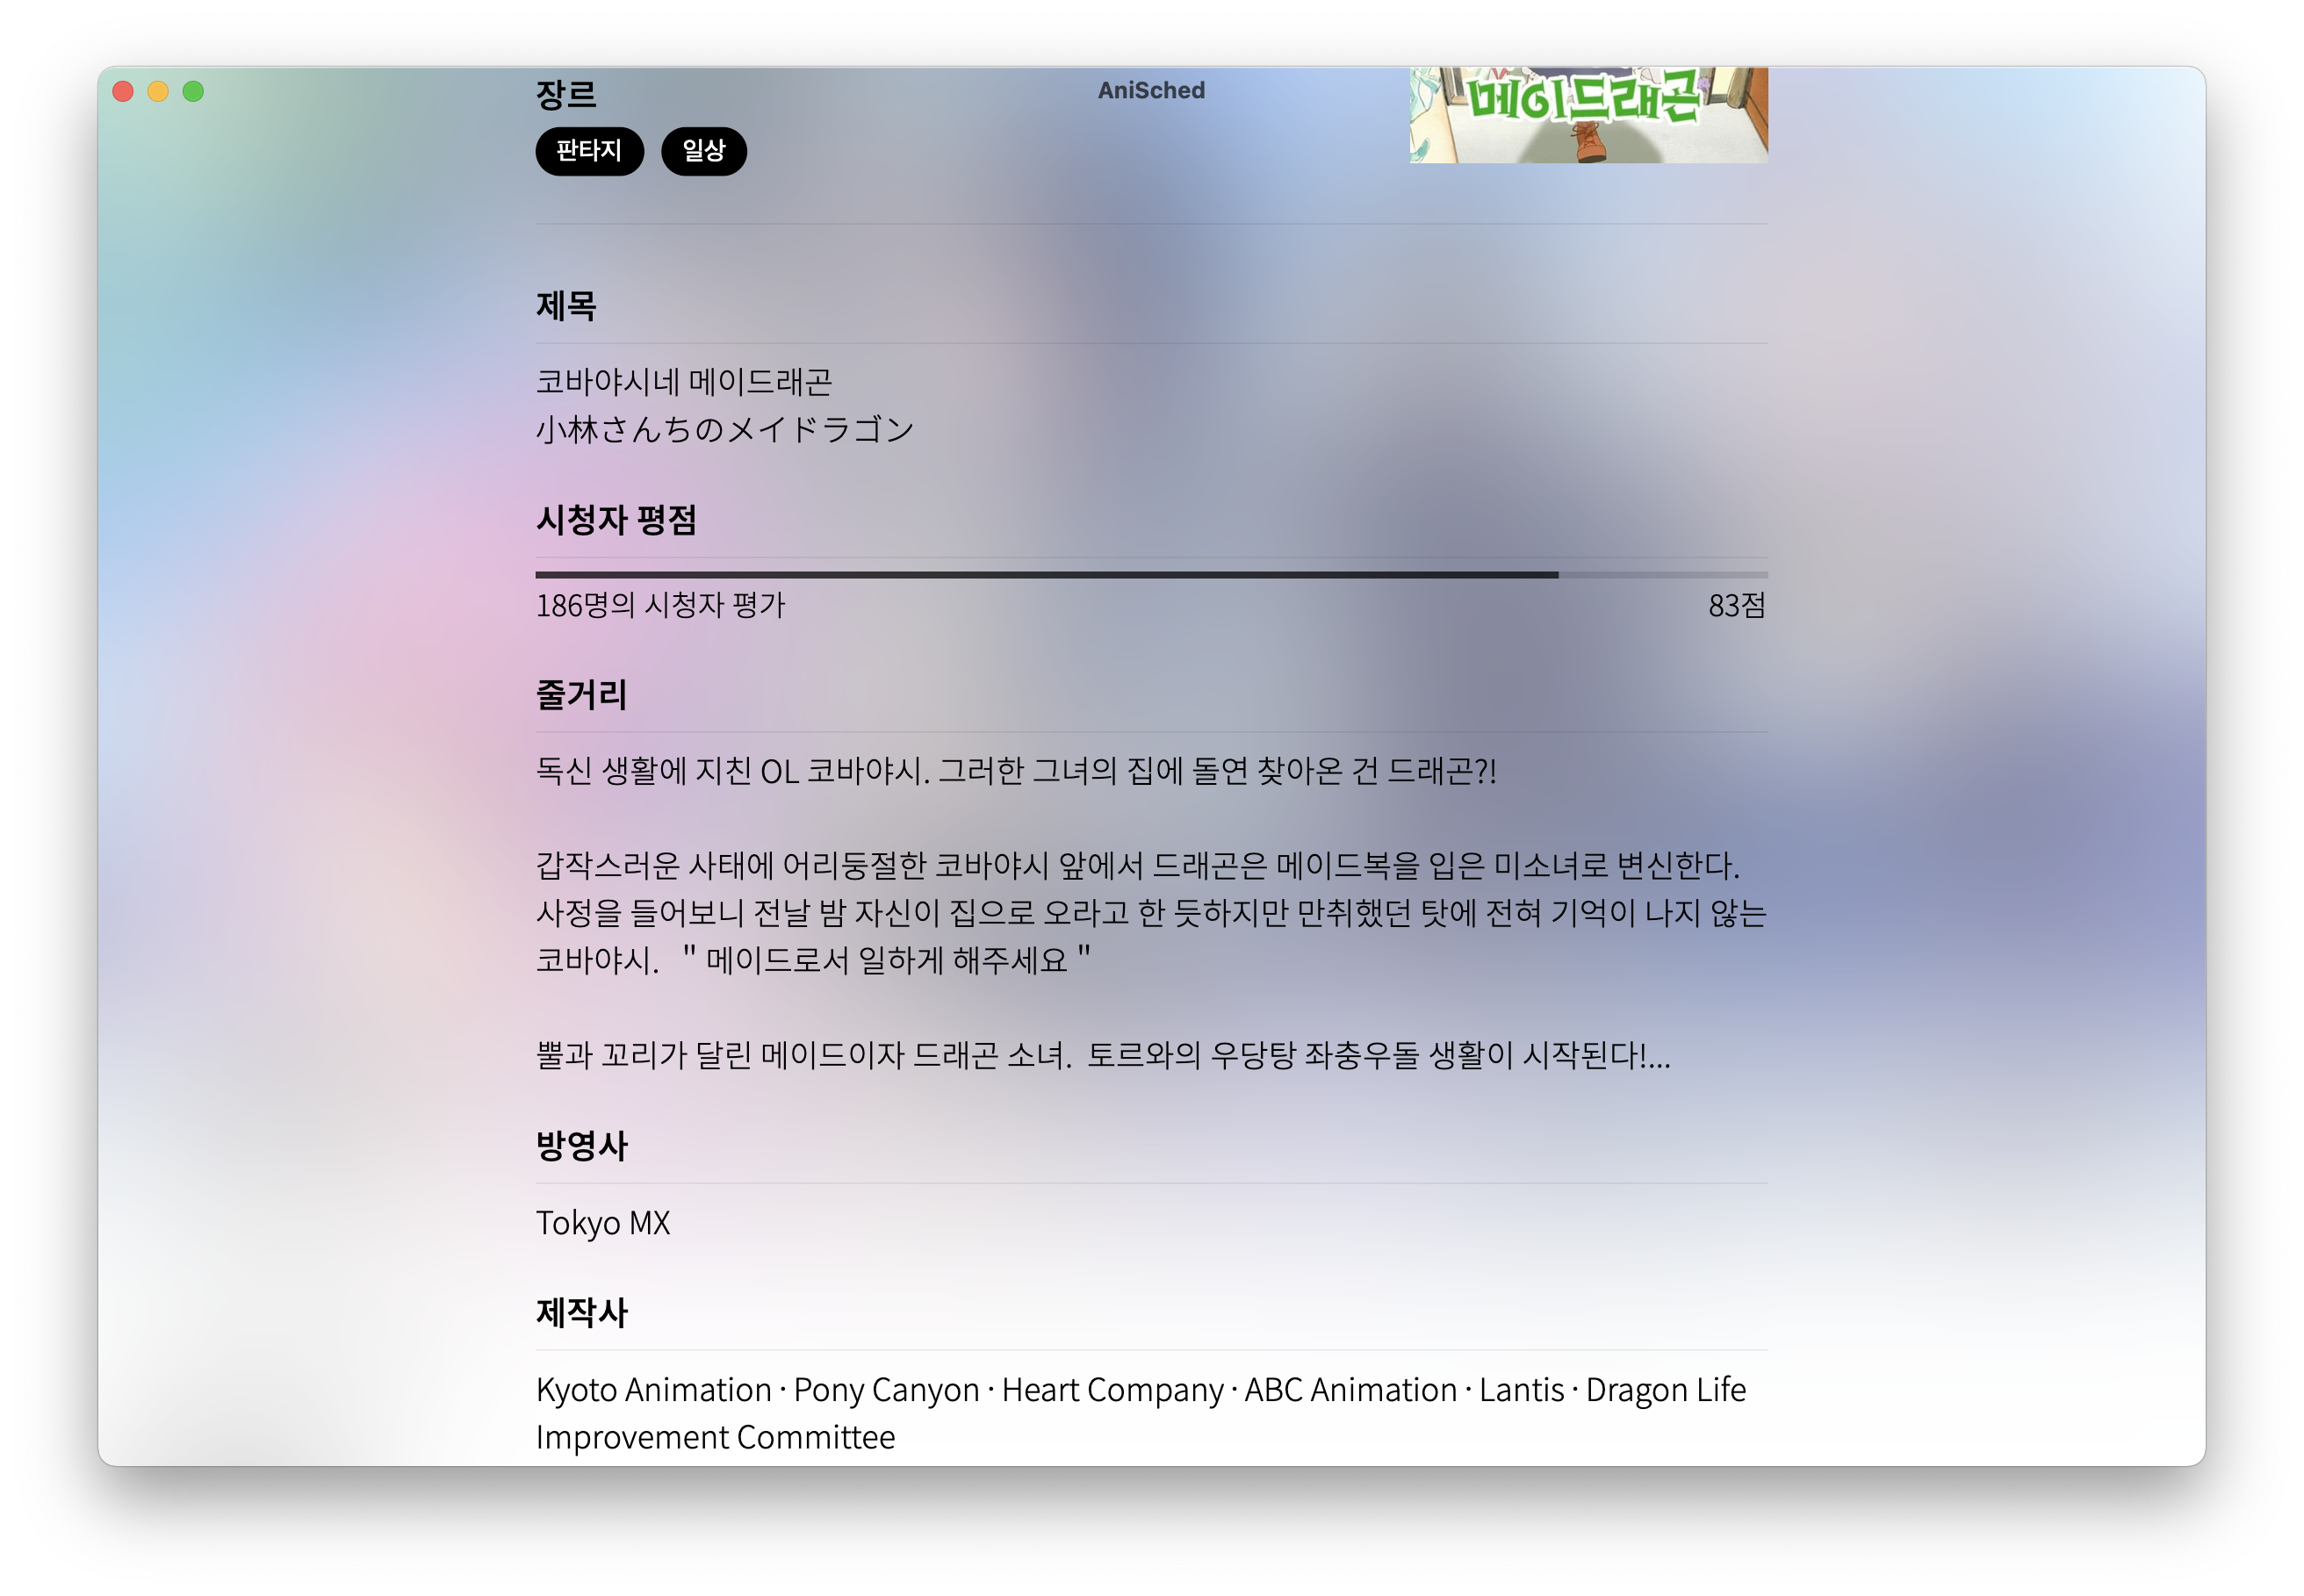 AniSched
장르
메이드래곤
판타지 일상
제목
코바야시네 메이드래곤
小林さんちのメイドラゴン
시청자 평점
186명의 시청자 평가 83점
줄거리
독신 생활에 지친 OL 코바야시. 그러한 그녀의 집에 돌연 찾아온 건 드래곤?!
갑작스러운 사태에 어리둥절한 코바야시 앞에서 드래곤은 메이드복을 입은 미소녀로 변신한다.
사정을 들어보니 전날 밤 자신이 집으로 오라고 한 듯하지만 만취했던 탓에 전혀 기억이 나지 않는
코바야시. " 메이드로서 일하게 해주세요 "
뿔과 꼬리가 달린 메이드이자 드래곤 소녀. 토르와의 우당탕 좌충우돌 생활이 시작된다!...
방영사
Tokyo MX
제작사
Kyoto Animation · Pony Canyon · Heart Company · ABC Animation · Lantis · Dragon Life
Improvement Committee